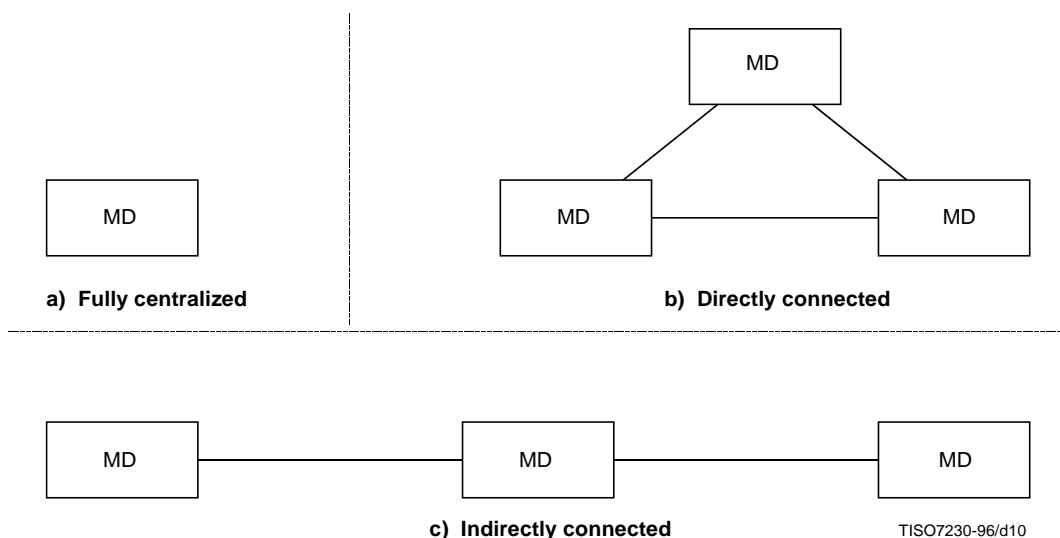 MD
MD
MD
MD
a) Fully centralized
b) Directly connected
MD
MD
MD
c) Indirectly connected
TISO7230-96/d10